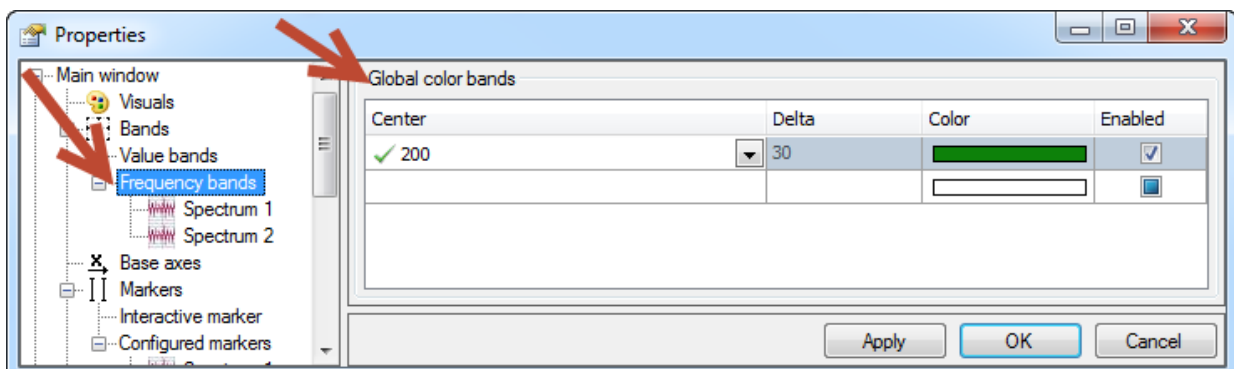 Properties
Main window
Visuals
Bands
Value bands
Frequency bands
Spectrum 1
Spectrum 2
Base axes
Markers
Interactive marker
Configured markers
Global color bands
Center Delta Color Enabled
200 30
Apply OK Cancel